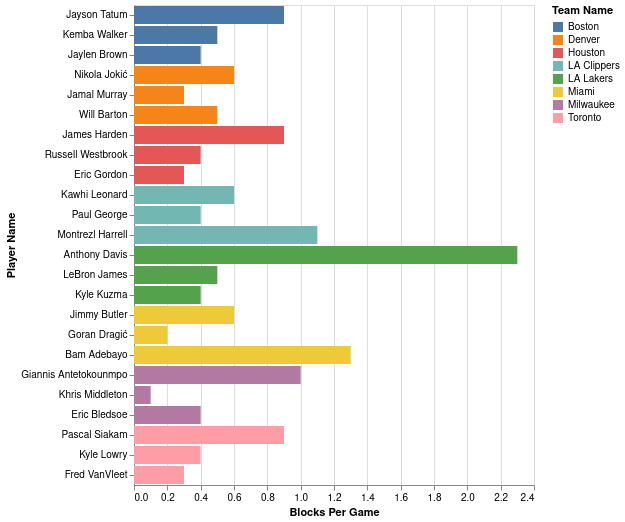 Jayson Tatum
Kemba Walker
Jaylen Brown
Nikola Jokić
Jamal Murray
Will Barton
James Harden
Russell Westbrook
Eric Gordon
Kawhi Leonard
Paul George
Montrezl Harrell
Anthony Davis
LeBron James
Kyle Kuzma
Jimmy Butler
Goran Dragić
Bam Adebayo
Giannis Antetokounmpo
Khris Middleton
Eric Bledsoe
Pascal Siakam
Kyle Lowry
Fred VanVleet
Player Name
0.0 0.2 0.4 0.6 0.8 1.0 1.2 1.4 1.6 1.8 2.0 2.2 2.4
Blocks Per Game
Team Name
Boston
Denver
Houston
LA Clippers
LA Lakers
Miami
Milwaukee
Toronto